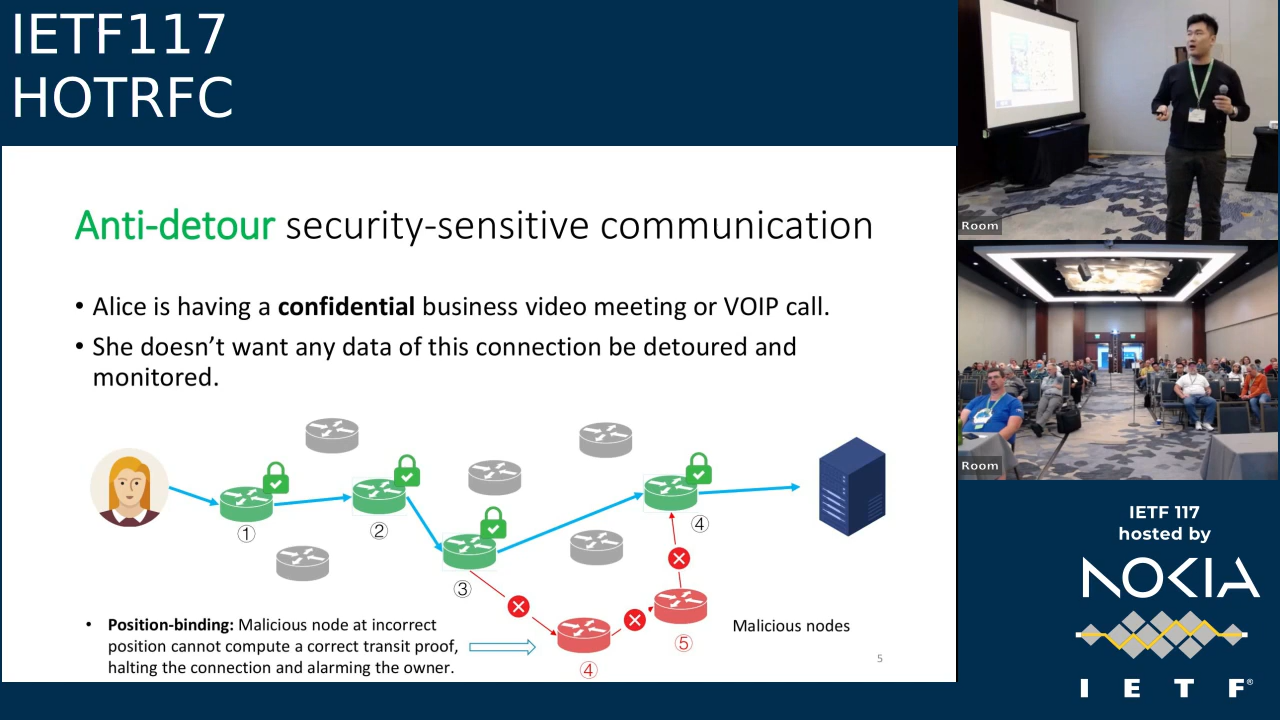 IETF117
HOTRFC
Anti-detour security-sensitive communication
• Alice is having a confidential business video meeting or VOIP call.
• She doesn’t want any data of this connection be detoured and
monitored.
①
②
③
④
④
⑤
• Position-binding: Malicious node at incorrect
position cannot compute a correct transit proof,
halting the connection and alarming the owner.
Malicious nodes
5
Room
Room
IETF 117
hosted by
NOKIA
I E T F®